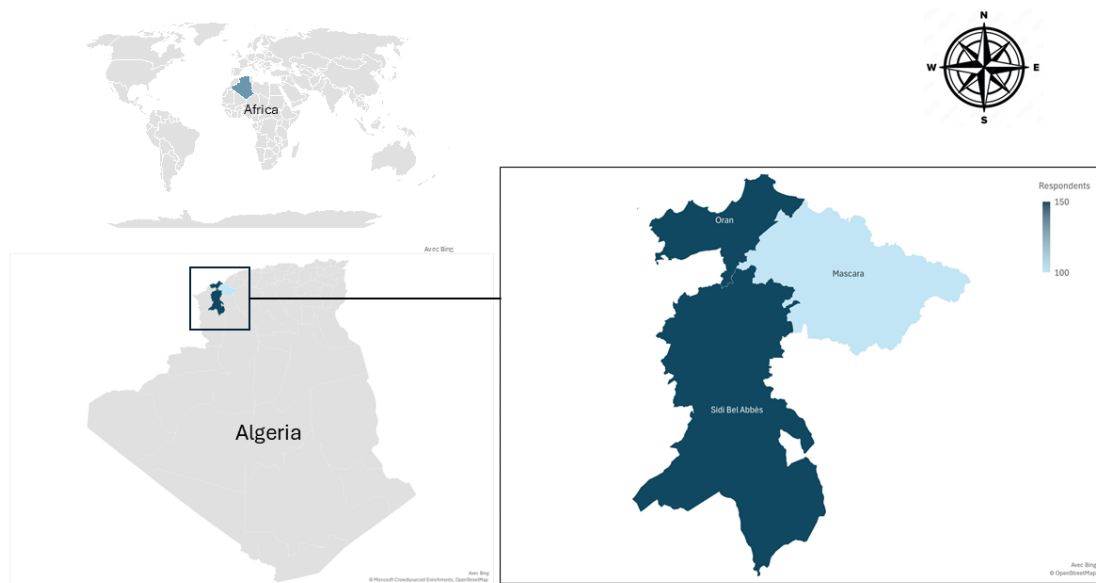 N
W
E
S
Africa
Avec Bing
Algeria
Avec Bing
© Microsoft Crowdsourced Enrichments, OpenStreetMap
Respondents
150
100
Oran
Mascara
Sidi Bel Abbès
Avec Bing
© OpenStreetMap